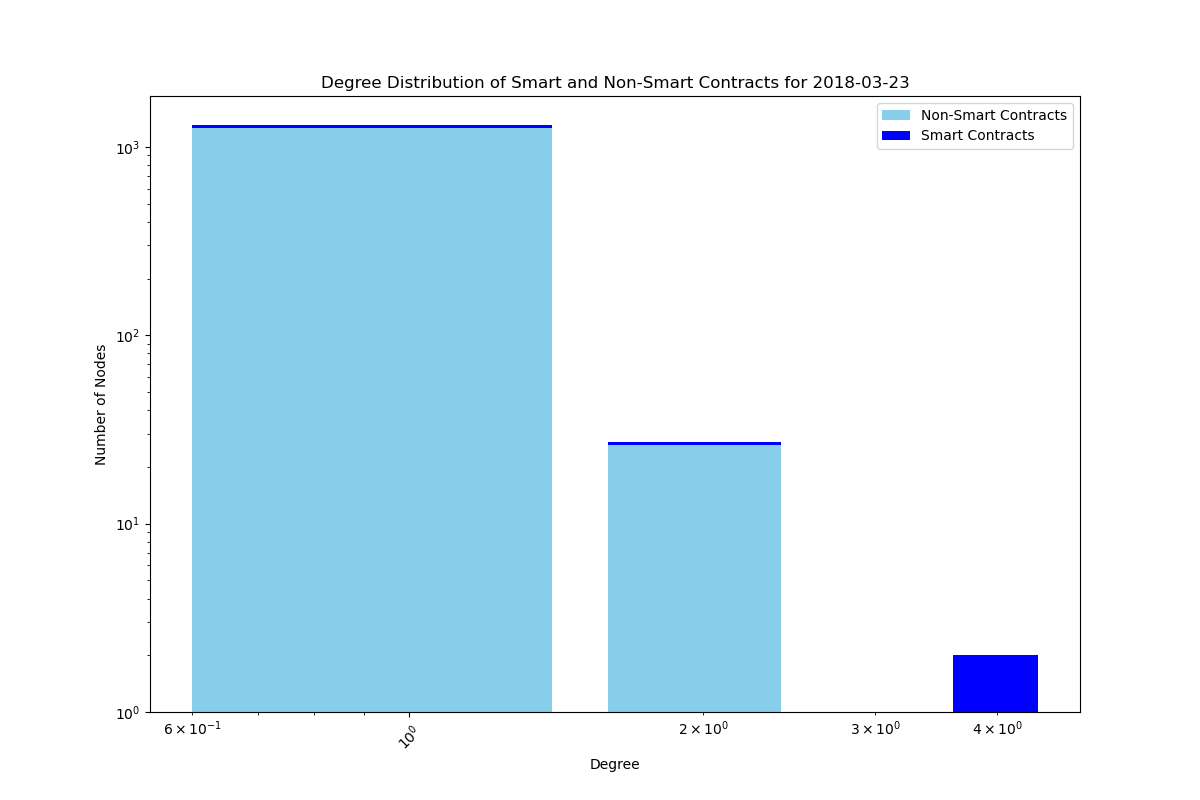 Degree Distribution of Smart and Non-Smart Contracts for 2018-03-23
Non-Smart Contracts
Smart Contracts
Number of Nodes
10³
10²
10¹
10⁰
6 × 10⁻¹
10⁰
2 × 10⁰
3 × 10⁰
4 × 10⁰
Degree